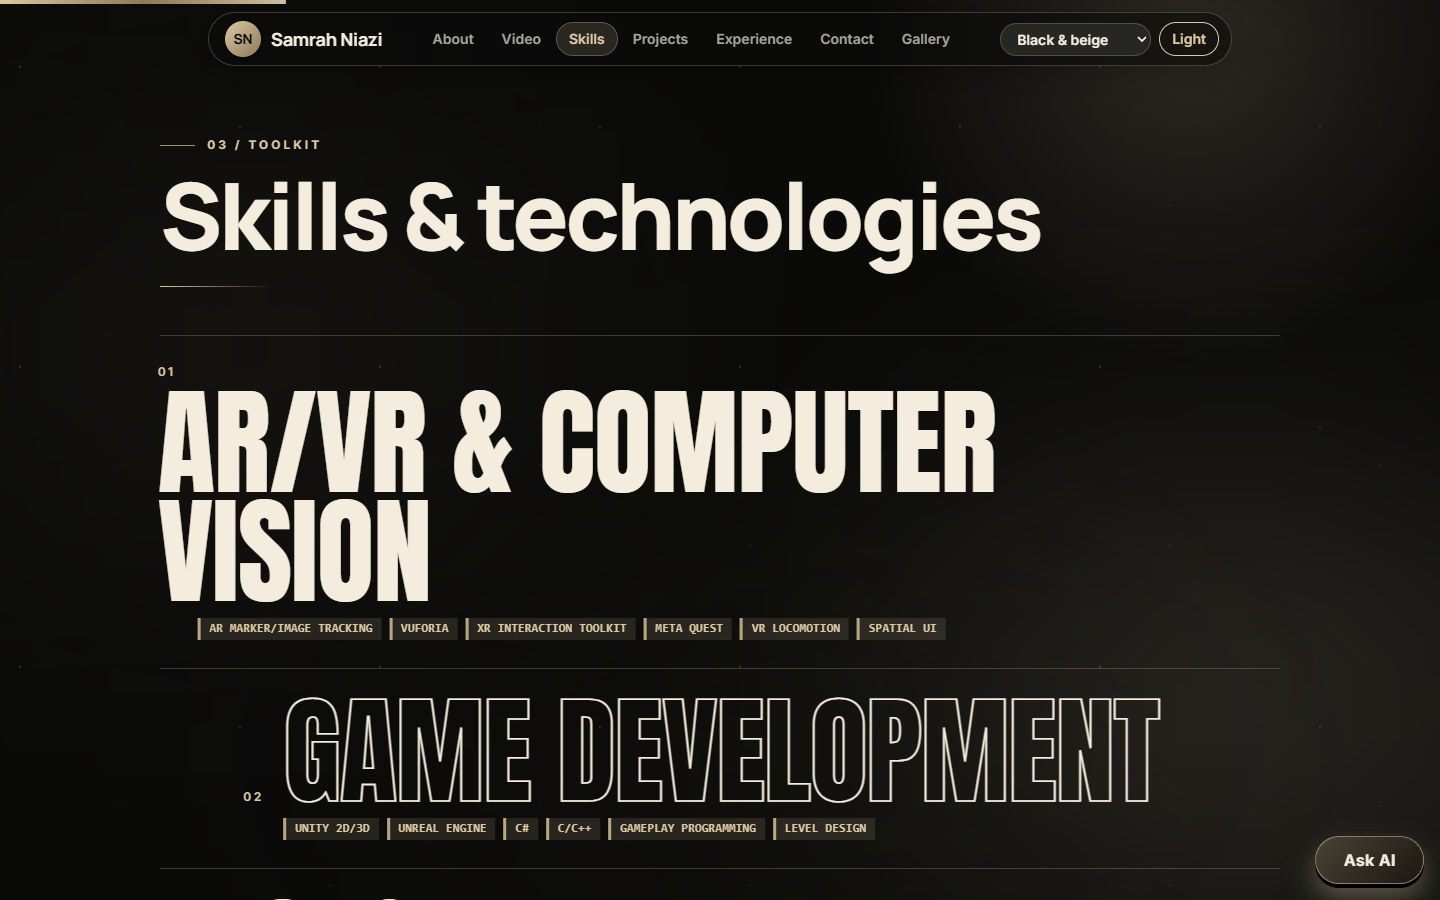 SN Samrah Niazi About Video Skills Projects Experience Contact Gallery Black & beige Light
03 / TOOLKIT
Skills & technologies
01
AR/VR & COMPUTER
VISION
AR MARKER/IMAGE TRACKING VUFORIA XR INTERACTION TOOLKIT META QUEST VR LOCOMOTION SPATIAL UI
02 GAME DEVELOPMENT
UNITY 2D/3D UNREAL ENGINE C# C/C++ GAMEPLAY PROGRAMMING LEVEL DESIGN
Ask AI